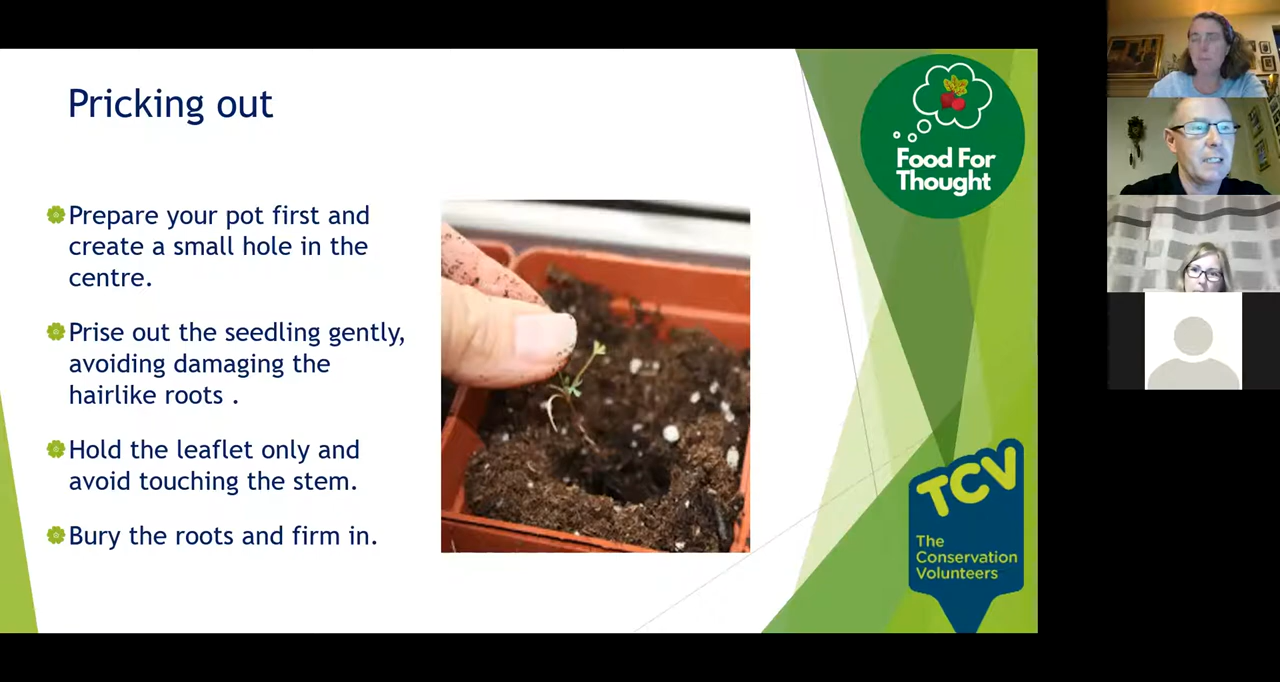 Pricking out
Prepare your pot first and
create a small hole in the
centre.
Prise out the seedling gently,
avoiding damaging the
hairlike roots .
Hold the leaflet only and
avoid touching the stem.
Bury the roots and firm in.
Food For
Thought
TCV
The
Conservation
Volunteers